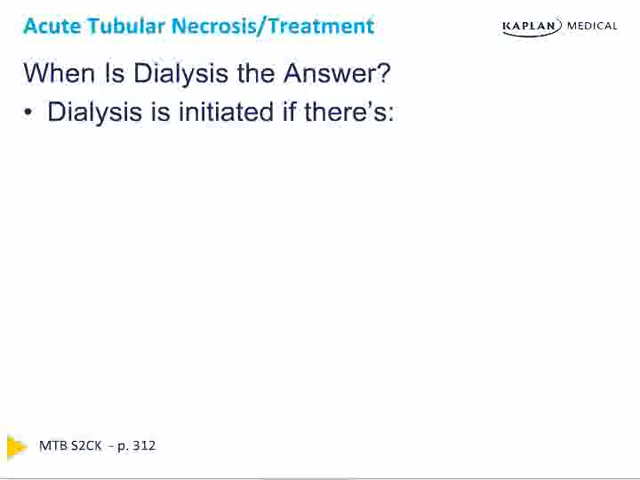 Acute Tubular Necrosis/Treatment
KAPLAN MEDICAL
When Is Dialysis the Answer?
• Dialysis is initiated if there's:
MTB S2CK - p. 312